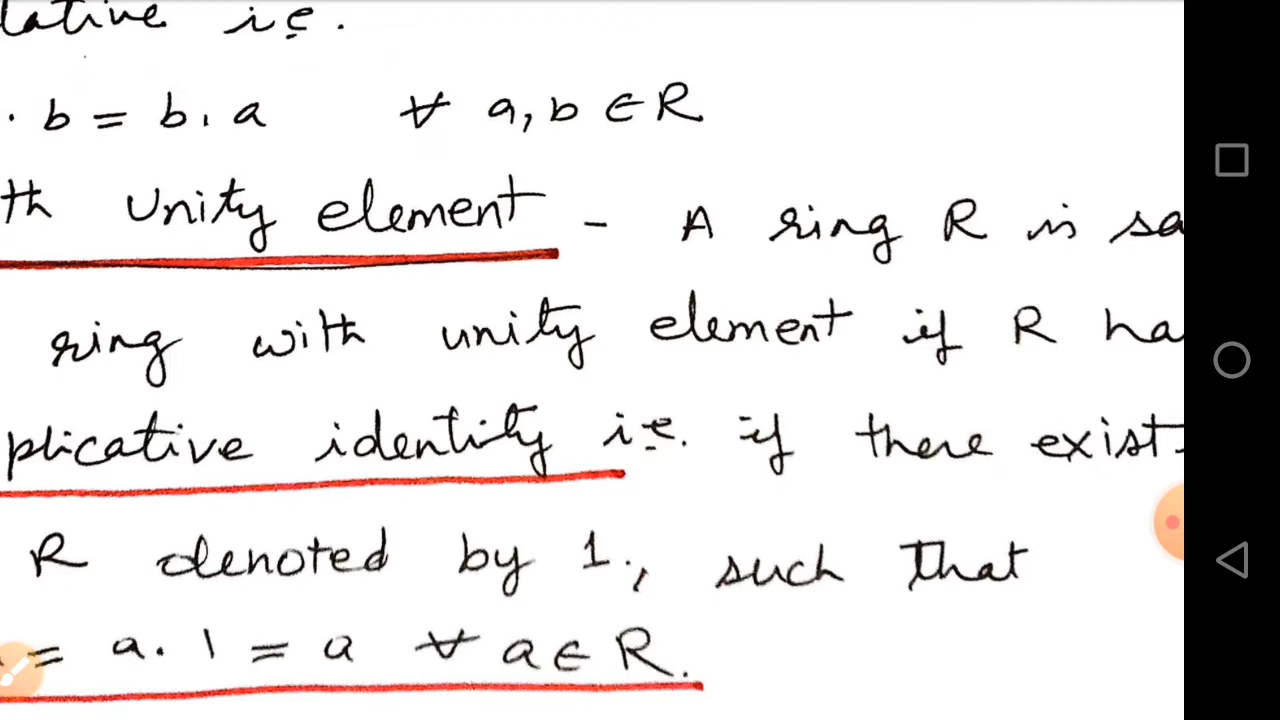 lative i.e.
. b = b . a ∀ a, b ∈ R
th Unity element - A ring R is sa
ring with unity element if R ha
plicative identity i.e. if there exist
R denoted by 1., such that
= a . 1 = a ∀ a ∈ R.